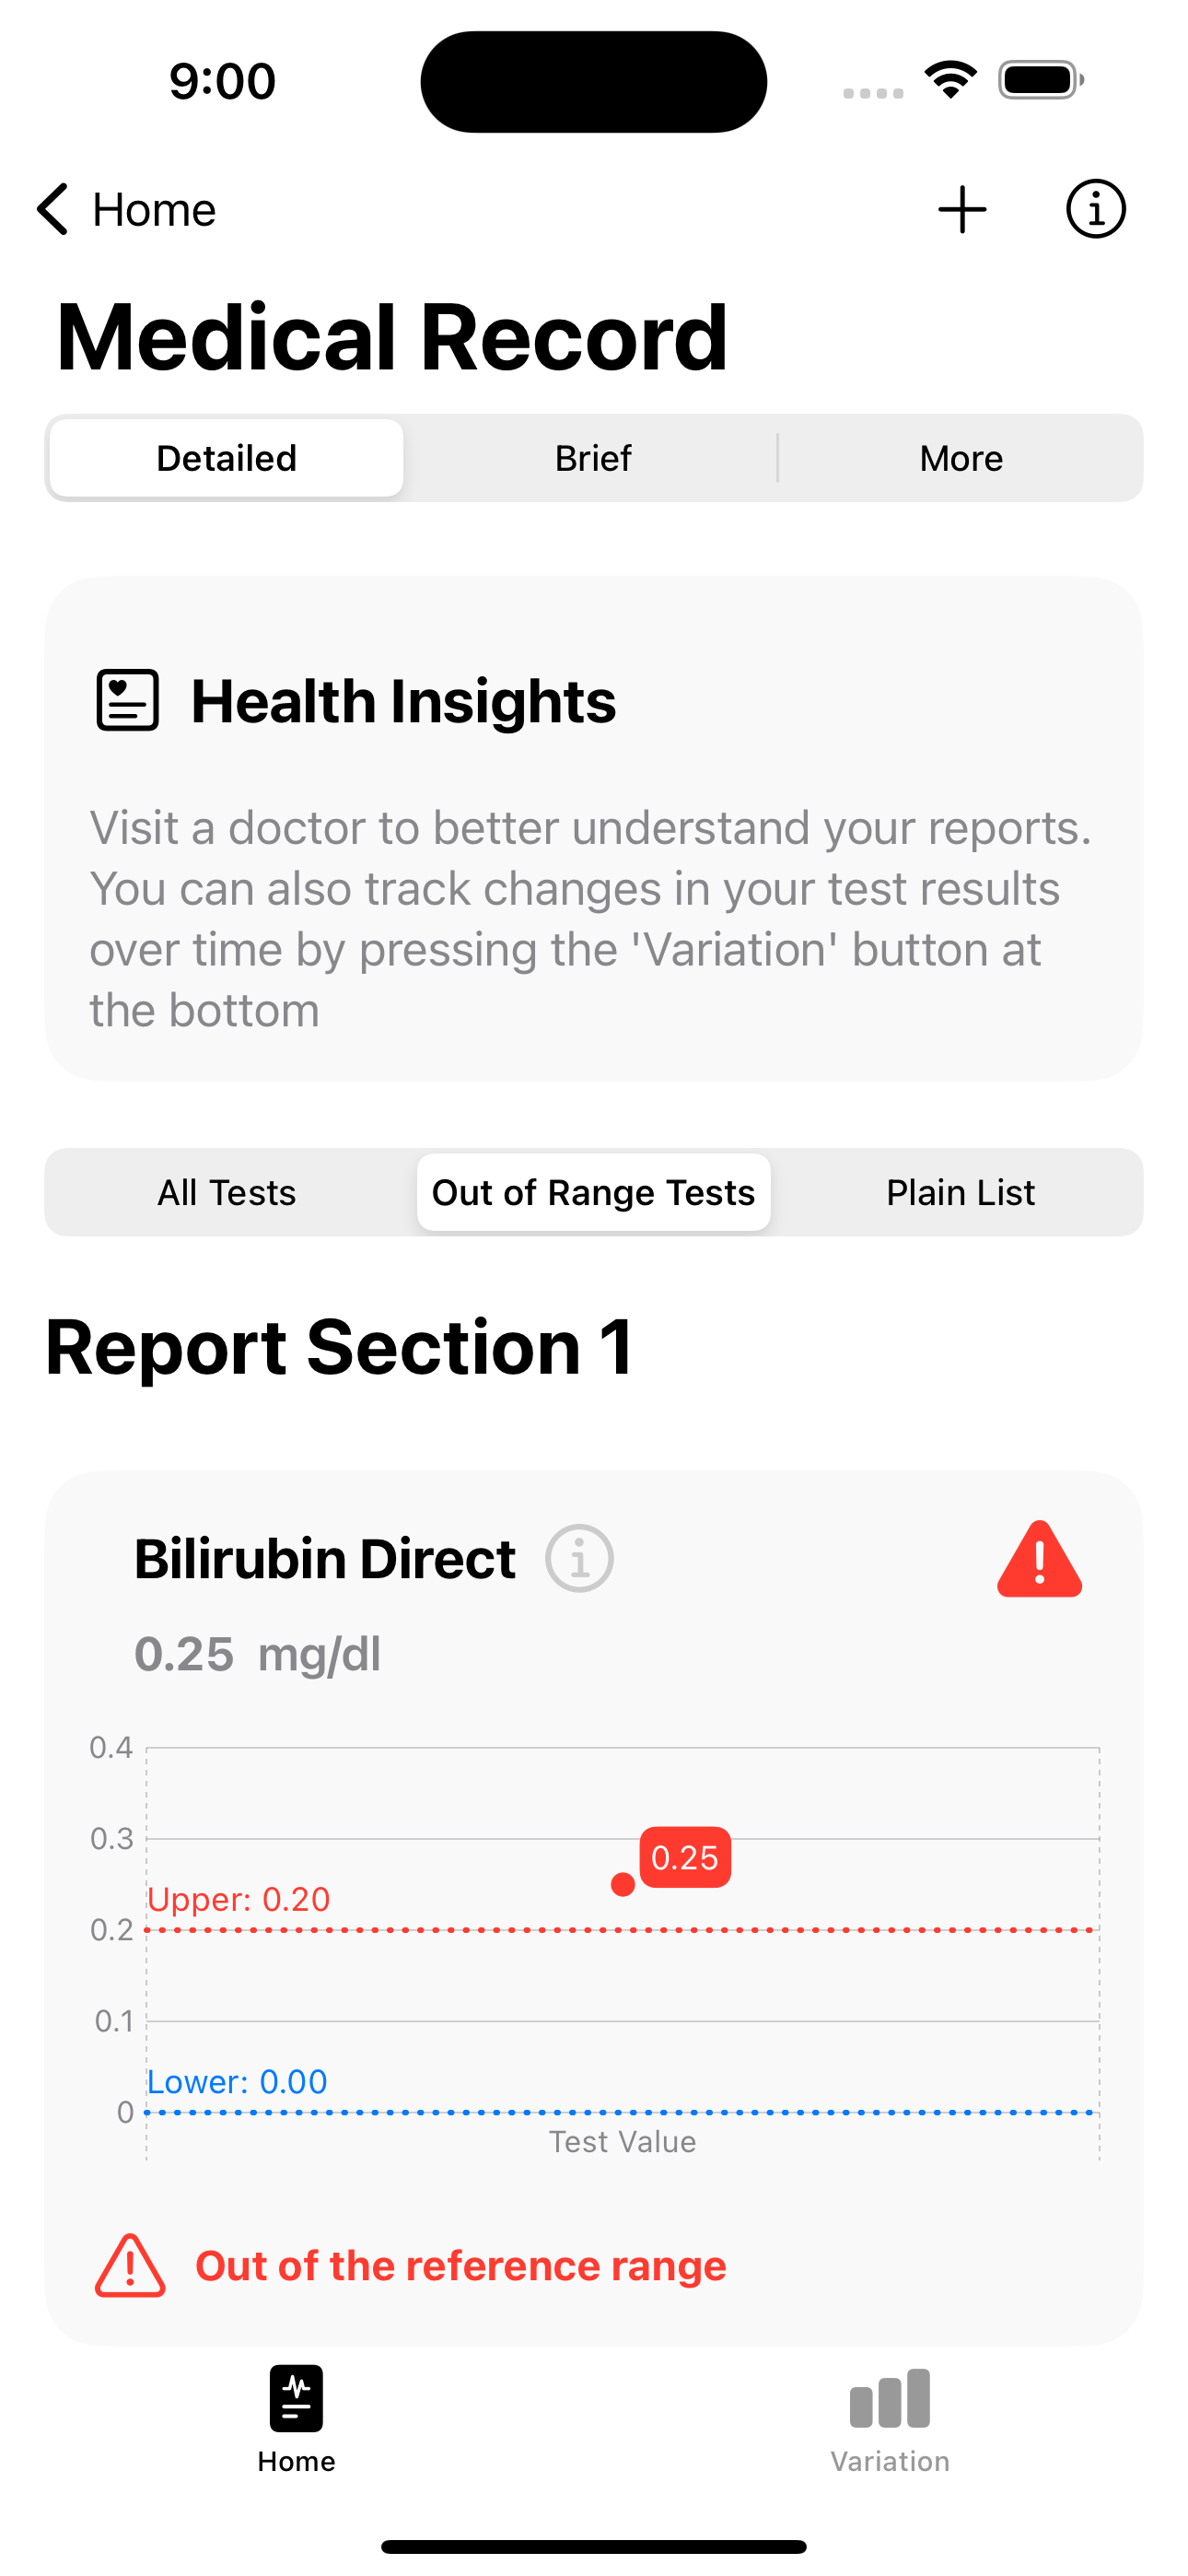 9:00
Home
Medical Record
Detailed
Brief
More
Health Insights
Visit a doctor to better understand your reports.
You can also track changes in your test results
over time by pressing the 'Variation' button at
the bottom
All Tests
Out of Range Tests
Plain List
Report Section 1
Bilirubin Direct
0.25 mg/dl
0.4
0.3
0.25
Upper: 0.20
0.2
0.1
Lower: 0.00
0
Test Value
Out of the reference range
Home
Variation